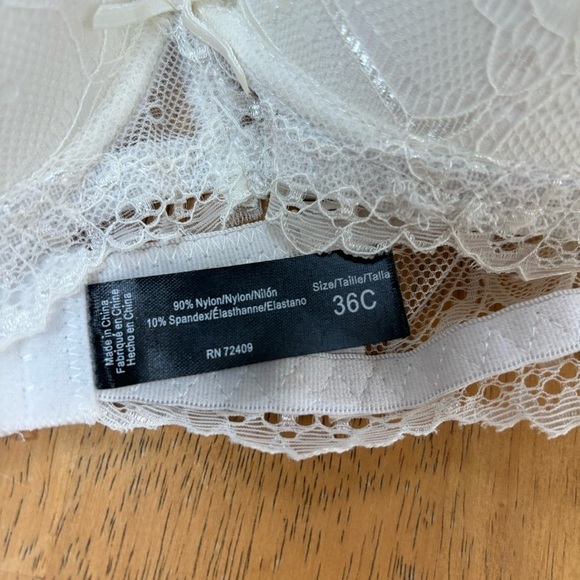 Made in China
Fabriqué en Chine
Hecho en China
90% Nylon/Nylon/Nilón
10% Spandex/Élasthanne/Elastano
RN 72409
Size/Taille/Talla
36C